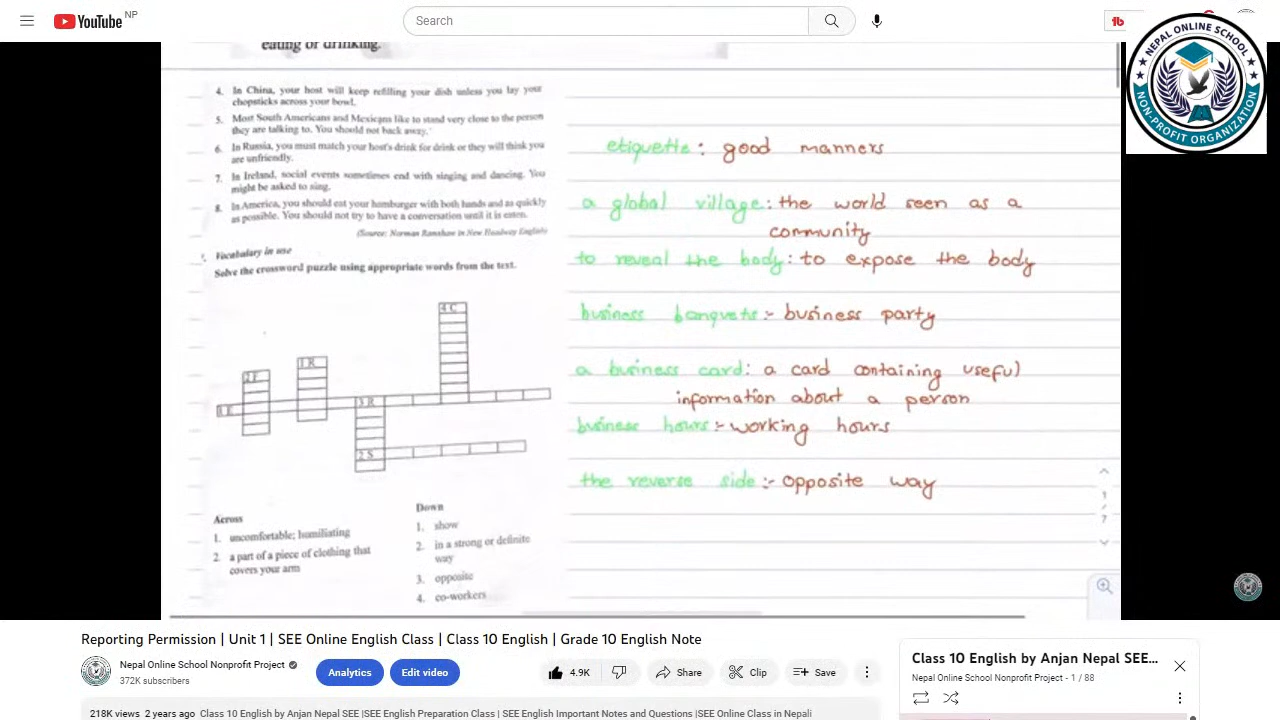 YouTube NP
Search
NEPAL ONLINE SCHOOL
NON-PROFIT ORGANIZATION
eating or drinking.
4. In China, your host will keep refilling your dish unless you lay your
chopsticks across your bowl.
5. Most South Americans and Mexicans like to stand very close to the person
they are talking to. You should not back away.
6. In Russia, you must match your host's drink for drink or they will think you
are unfriendly.
7. In Ireland, social events sometimes end with singing and dancing. You
might be asked to sing.
8. In America, you should eat your hamburger with both hands and as quickly
as possible. You should not try to have a conversation until it is eaten.
(Source: Norman Ranshaw in New Headway English)
Vocabulary in use
Solve the crossword puzzle using appropriate words from the text.
4 C
1 R
2 F
1 E
3 R
2 S
Across
1. uncomfortable; humiliating
2. a part of a piece of clothing that
covers your arm
Down
1. show
2. in a strong or definite
way
3. opposite
4. co-workers
etiquette: good manners
a global village: the world seen as a
community
to reveal the body: to expose the body
business banquets:- business party
a business card: a card containing useful
information about a person
business hours:- working hours
the reverse side:- opposite way
1
/
7
Reporting Permission | Unit 1 | SEE Online English Class | Class 10 English | Grade 10 English Note
Nepal Online School Nonprofit Project
372K subscribers
Analytics
Edit video
4.9K
Share
Clip
Save
218K views 2 years ago Class 10 English by Anjan Nepal SEE |SEE English Preparation Class | SEE English Important Notes and Questions |SEE Online Class in Nepali
Class 10 English by Anjan Nepal SEE...
Nepal Online School Nonprofit Project - 1 / 88